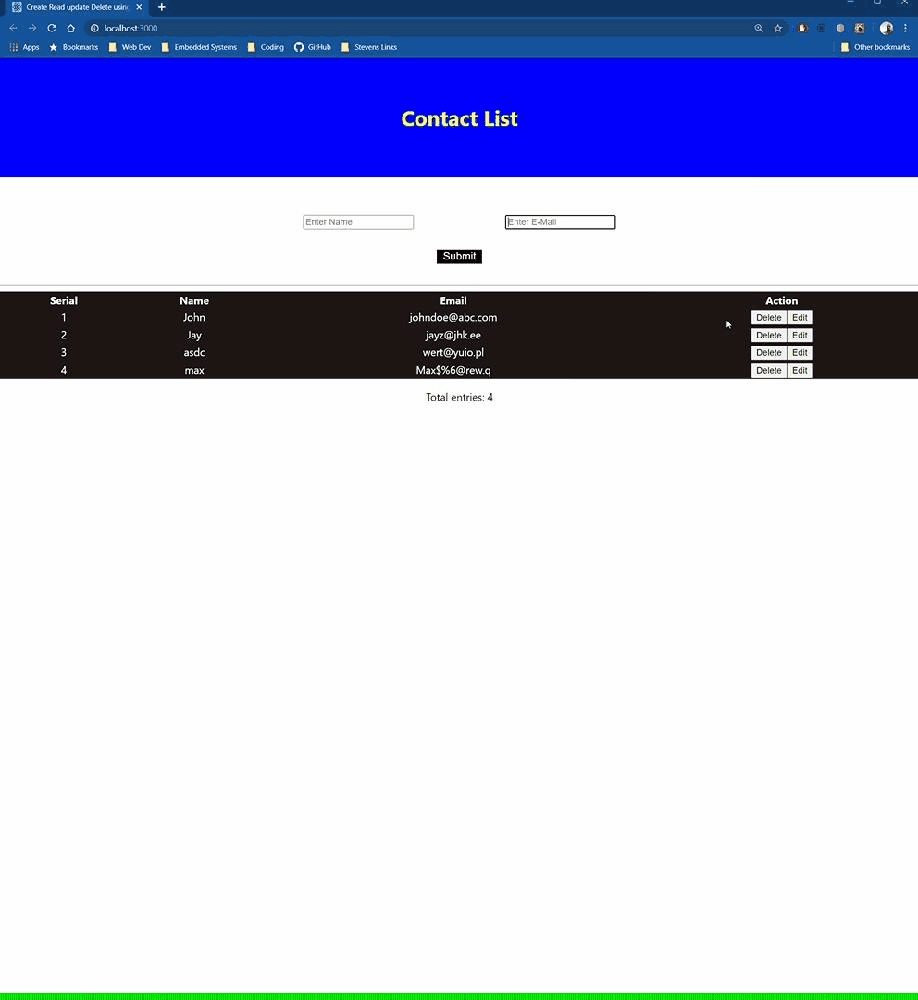 Create Read update Delete using
localhost:3000
Apps Bookmarks Web Dev Embedded Systems Coding GitHub Stevens Lincs Other bookmarks
Contact List
Enter Name Enter E-Mail
Submit
Serial Name Email Action
1 John johndoe@abc.com Delete Edit
2 Jay jayz@jhk.ee Delete Edit
3 asdc wert@yuio.pl Delete Edit
4 max Max$%6@rew.q Delete Edit
Total entries: 4